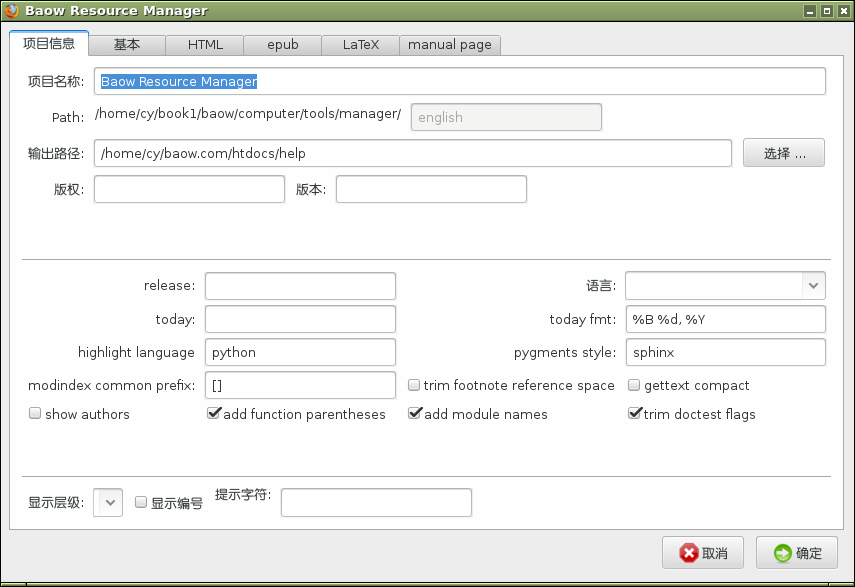 Baow Resource Manager
项目信息 基本 HTML epub LaTeX manual page
项目名称: Baow Resource Manager
Path: /home/cy/book1/baow/computer/tools/manager/ english
输出路径: /home/cy/baow.com/htdocs/help 选择 ...
版权: 版本:
release: 语言:
today: today fmt: %B %d, %Y
highlight language python pygments style: sphinx
modindex common prefix: [] trim footnote reference space gettext compact
show authors add function parentheses add module names trim doctest flags
显示层级: 显示编号 提示字符:
取消 确定